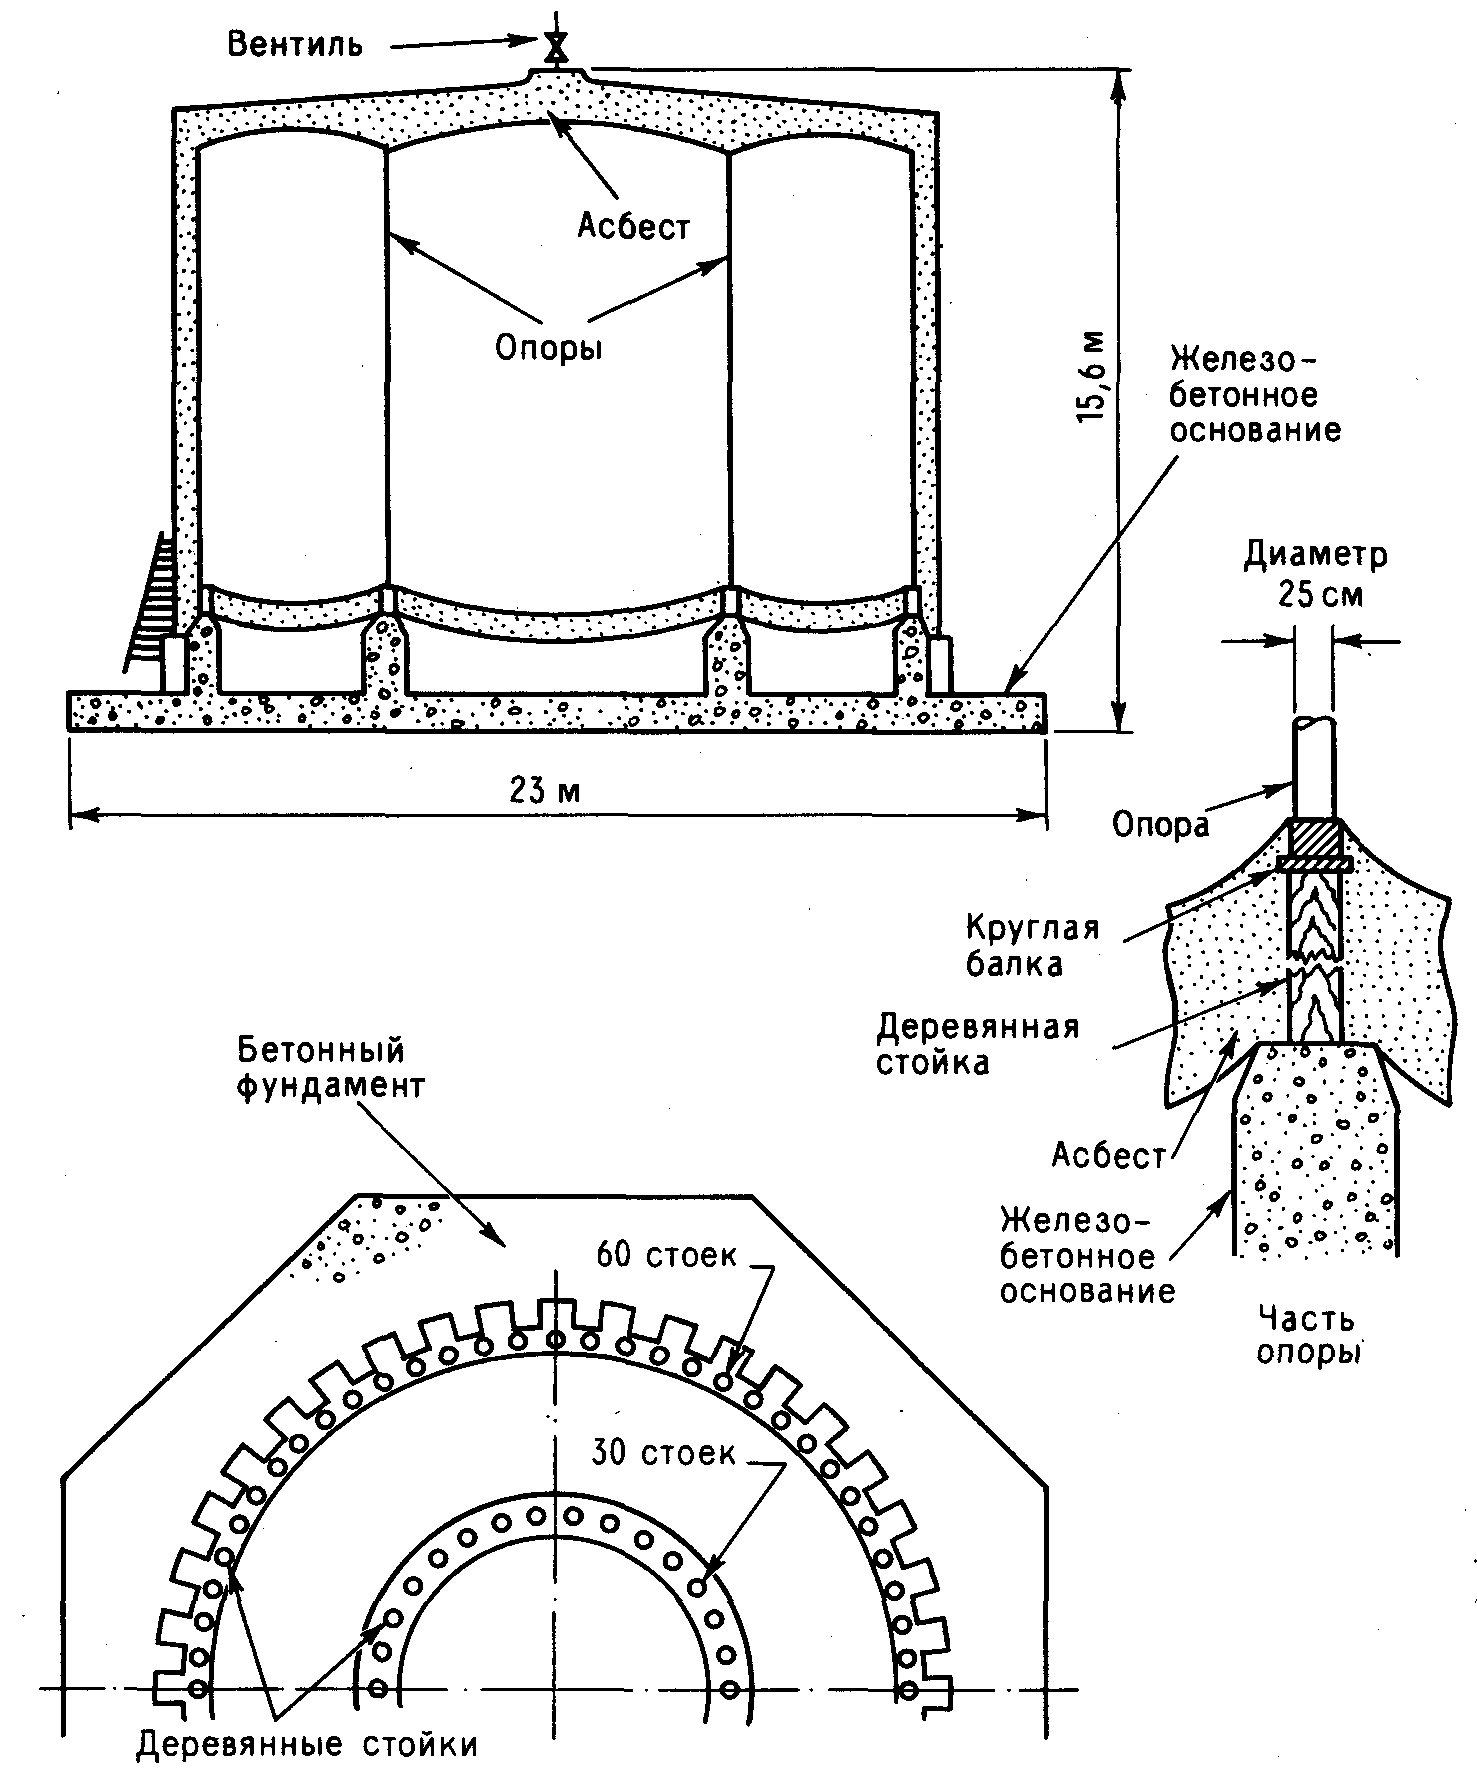 Вентиль
Асбест
Опоры
15,6 м
Железо-
бетонное
основание
23 м
Диаметр
25 см
Опора
Круглая
балка
Деревянная
стойка
Асбест
Железо-
бетонное
основание
Часть
опоры
Бетонный
фундамент
60 стоек
30 стоек
Деревянные стойки